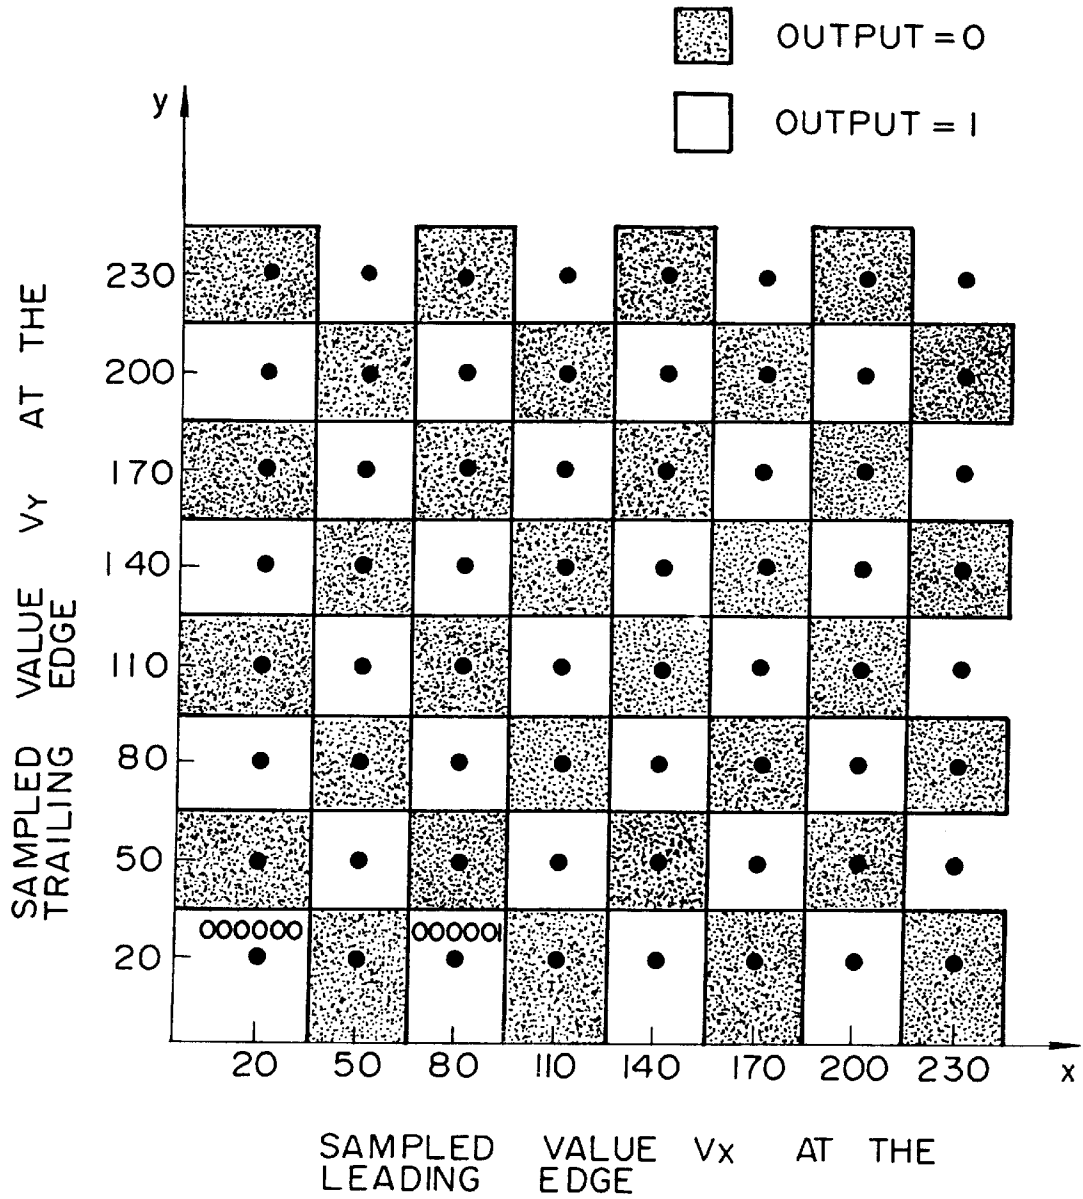 OUTPUT = 0
OUTPUT = 1
y
230
200
170
140
110
80
50
20
000000
000001
20 50 80 110 140 170 200 230 x
SAMPLED VALUE VY AT THE
TRAILING EDGE
SAMPLED VALUE VX AT THE
LEADING EDGE